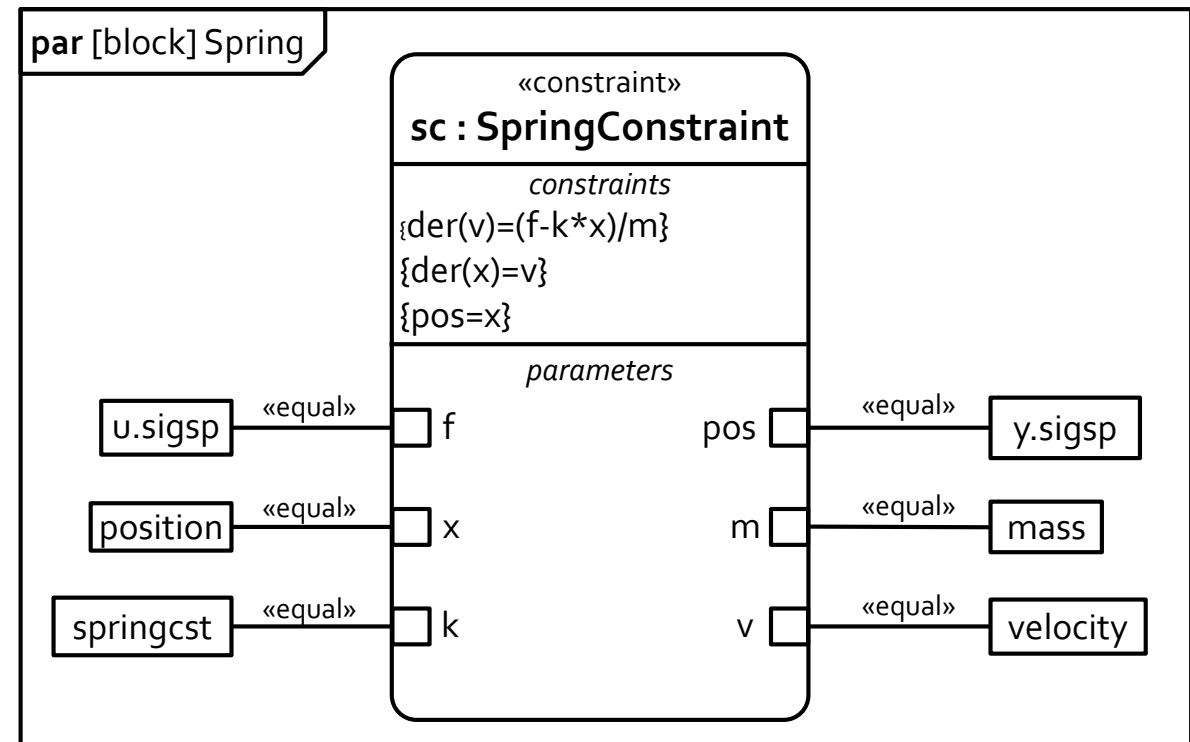 par [block] Spring
«constraint»
sc : SpringConstraint
constraints
{der(v)=(f-k*x)/m}
{der(x)=v}
{pos=x}
parameters
u.sigsp «equal» f
pos «equal» y.sigsp
position «equal» x
m «equal» mass
springcst «equal» k
v «equal» velocity